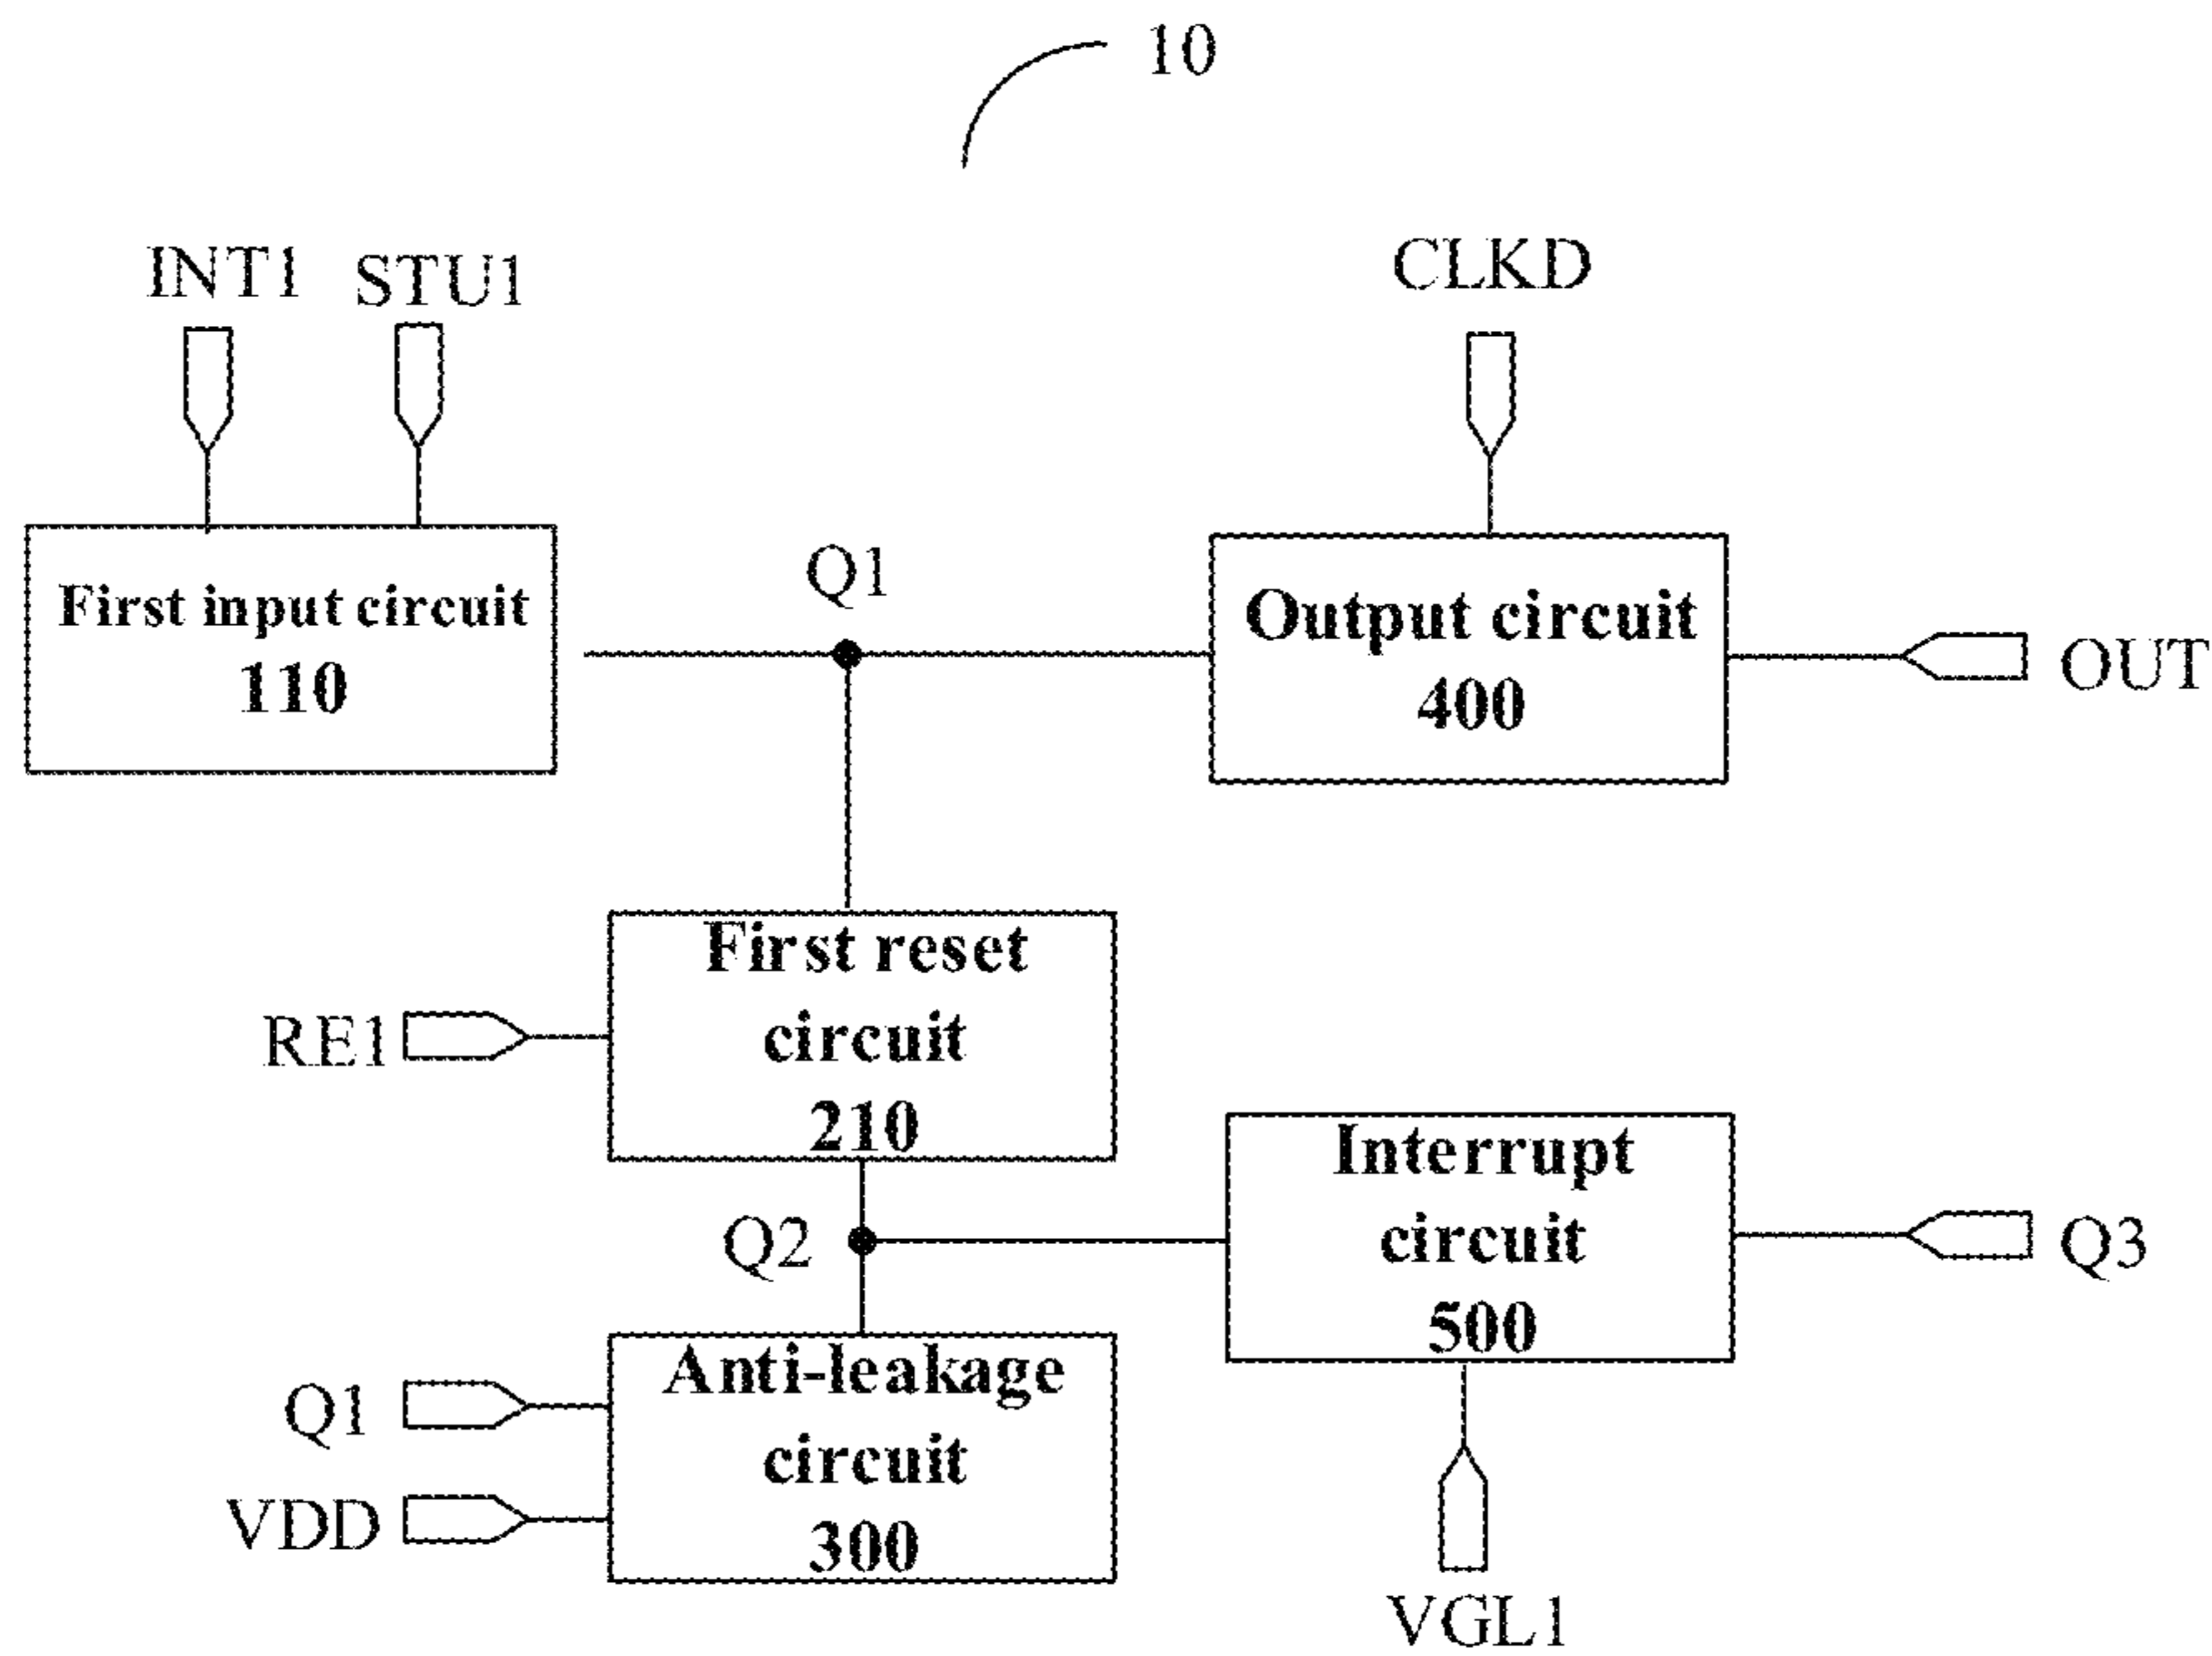 10
INT1
STU1
CLKD
First input circuit
110
Q1
Output circuit
400
OUT
First reset
circuit
210
RE1
Interrupt
circuit
500
Q2
Q3
Anti-leakage
circuit
300
Q1
VDD
VGL1